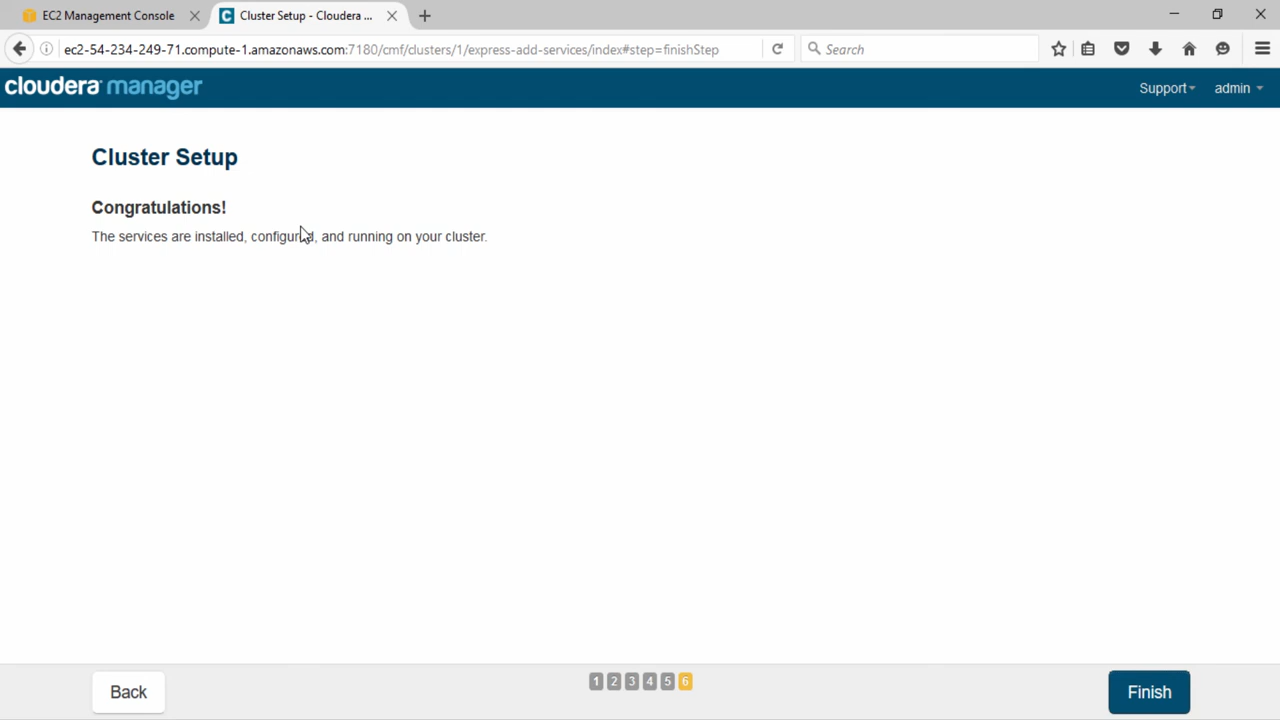 EC2 Management Console
Cluster Setup - Cloudera ...
ec2-54-234-249-71.compute-1.amazonaws.com:7180/cmf/clusters/1/express-add-services/index#step=finishStep
Search
cloudera manager
Support
admin
Cluster Setup
Congratulations!
The services are installed, configured, and running on your cluster.
Back
1 2 3 4 5 6
Finish